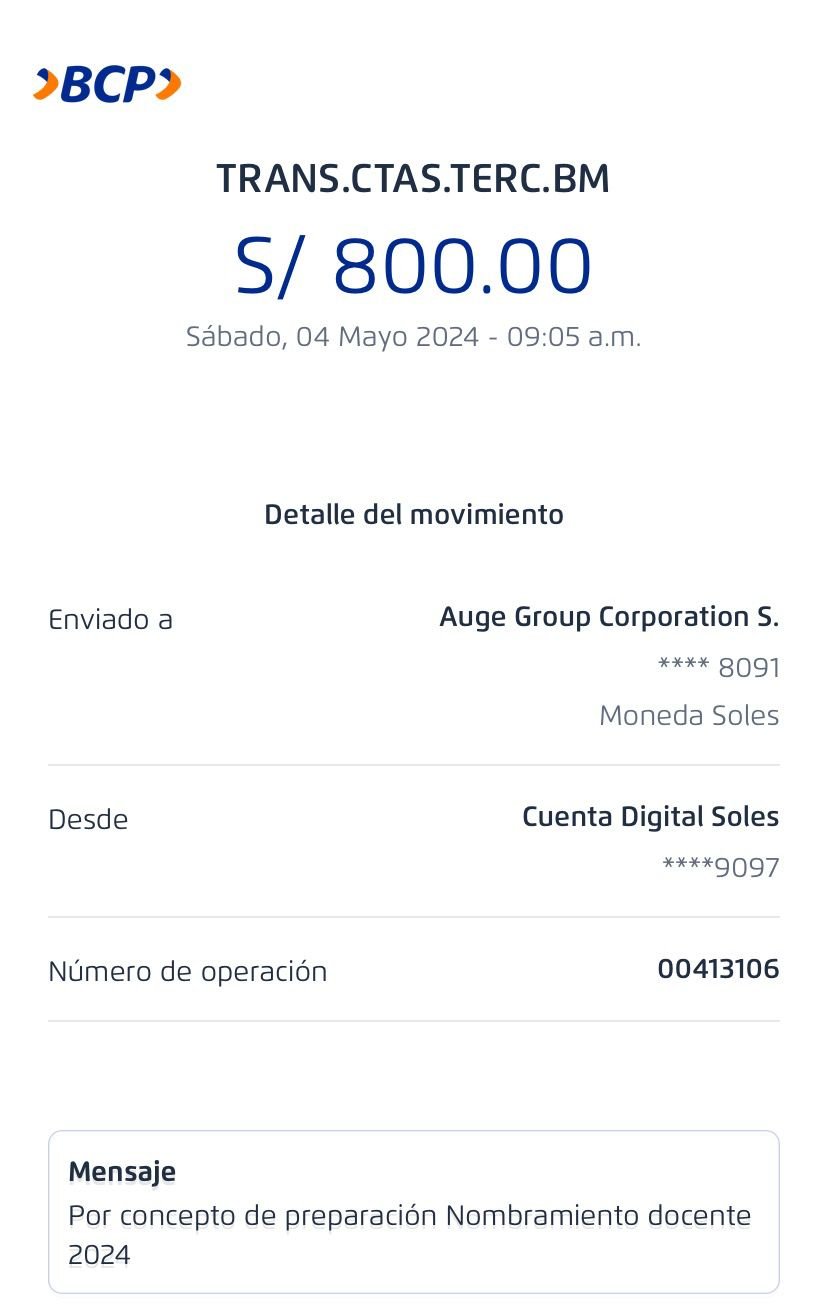 BCP
TRANS.CTAS.TERC.BM
S/ 800.00
Sábado, 04 Mayo 2024 - 09:05 a.m.
Detalle del movimiento
Enviado a
Auge Group Corporation S.
**** 8091
Moneda Soles
Desde
Cuenta Digital Soles
****9097
Número de operación
00413106
Mensaje
Por concepto de preparación Nombramiento docente
2024